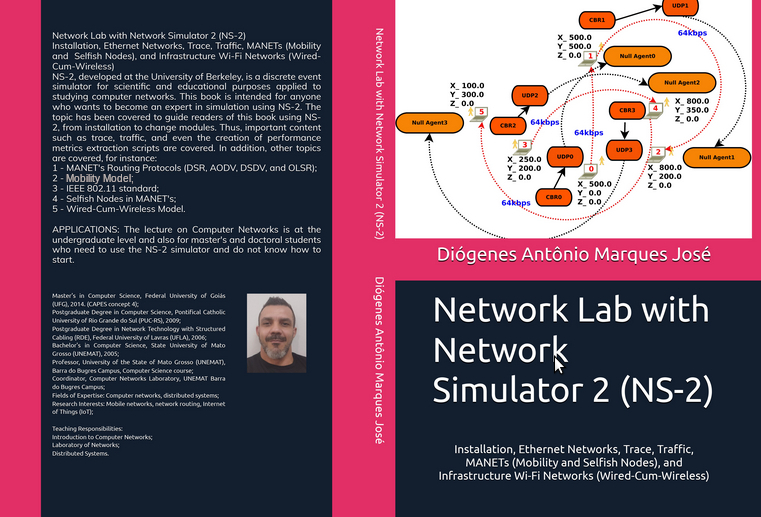 Network Lab with Network Simulator 2 (NS-2)
Installation, Ethernet Networks, Trace, Traffic, MANETs (Mobility
and Selfish Nodes), and Infrastructure Wi-Fi Networks (Wired-
Cum-Wireless)
NS-2, developed at the University of Berkeley, is a discrete event
simulator for scientific and educational purposes applied to
studying computer networks. This book is intended for anyone
who wants to become an expert in simulation using NS-2. The
topic has been covered to guide readers of this book using NS-
2, from installation to change modules. Thus, important content
such as trace, traffic, and even the creation of performance
metrics extraction scripts are covered. In addition, other topics
are covered, for instance:
1 - MANET's Routing Protocols (DSR, AODV, DSDV, and OLSR);
2 - Mobility Model;
3 - IEEE 802.11 standard;
4 - Selfish Nodes in MANET's;
5 - Wired-Cum-Wireless Model.
APPLICATIONS: The lecture on Computer Networks is at the
undergraduate level and also for master's and doctoral students
who need to use the NS-2 simulator and do not know how to
start.
Master's in Computer Science, Federal University of Goiás
(UFG), 2014. (CAPES concept 4);
Postgraduate Degree in Computer Science, Pontifical Catholic
University of Rio Grande do Sul (PUC-RS), 2009;
Postgraduate Degree in Network Technology with Structured
Cabling (RDE), Federal University of Lavras (UFLA), 2006;
Bachelor's in Computer Science, State University of Mato
Grosso (UNEMAT), 2005;
Professor, University of the State of Mato Grosso (UNEMAT),
Barra do Bugres Campus, Computer Science course;
Coordinator, Computer Networks Laboratory, UNEMAT Barra
do Bugres Campus;
Fields of Expertise: Computer networks, distributed systems;
Research Interests: Mobile networks, network routing, Internet
of Things (IoT);
Teaching Responsibilities:
Introduction to Computer Networks;
Laboratory of Networks;
Distributed Systems.
Network Lab with Network Simulator 2 (NS-2)
Diógenes Antônio Marques José
UDP1
CBR1
64kbps
X_ 500.0
Y_ 500.0
Z_ 0.0
1
Null Agent0
Null Agent2
X_ 100.0
Y_ 300.0
Z_ 0.0
5
UDP2
Null Agent3
CBR2
64kbps
CBR3
4
X_ 800.0
Y_ 350.0
Z_ 0.0
64kbps
3
X_ 250.0
Y_ 200.0
Z_ 0.0
UDP0
UDP3
2
X_ 800.0
Y_ 200.0
Z_ 0.0
Null Agent1
0
X_ 500.0
Y_ 0.0
Z_ 0.0
CBR0
64kbps
Diógenes Antônio Marques José
Network Lab with
Network
Simulator 2 (NS-2)
Installation, Ethernet Networks, Trace, Traffic,
MANETs (Mobility and Selfish Nodes), and
Infrastructure Wi-Fi Networks (Wired-Cum-Wireless)